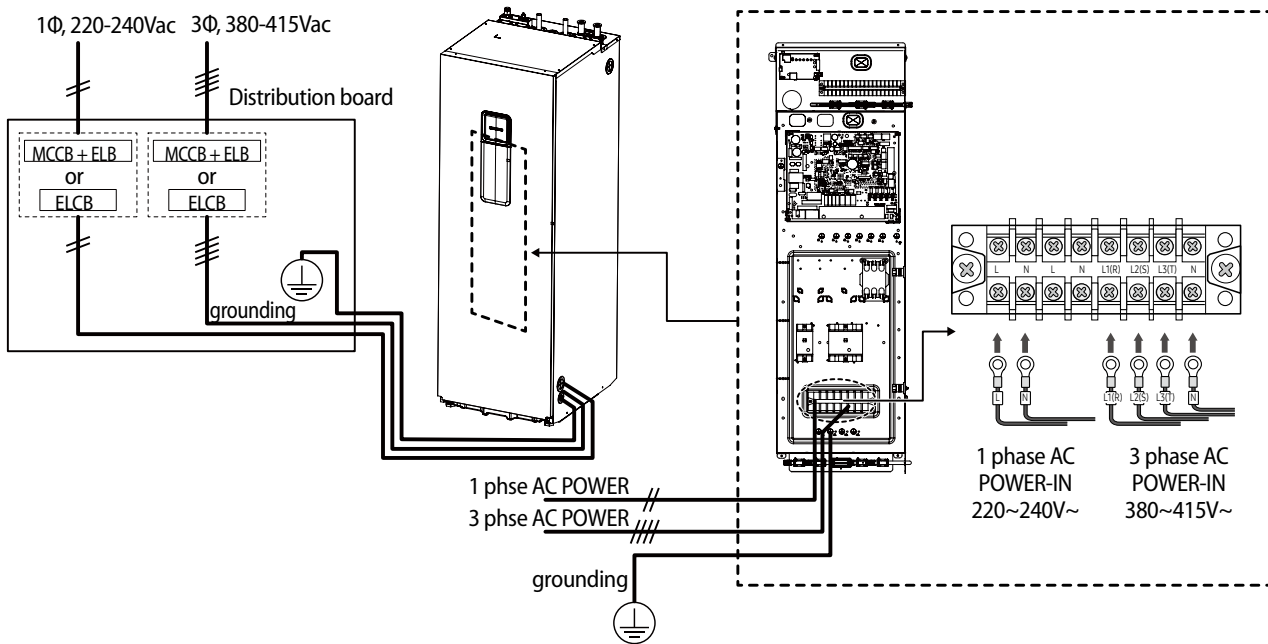 1Φ, 220-240Vac
3Φ, 380-415Vac
Distribution board
MCCB + ELB
or
ELCB
MCCB + ELB
or
ELCB
grounding
L N L N L1(R) L2(S) L3(T) N
L N
L1(R) L2(S) L3(T) N
1 phase AC
POWER-IN
220~240V~
3 phase AC
POWER-IN
380~415V~
1 phse AC POWER
3 phse AC POWER
grounding